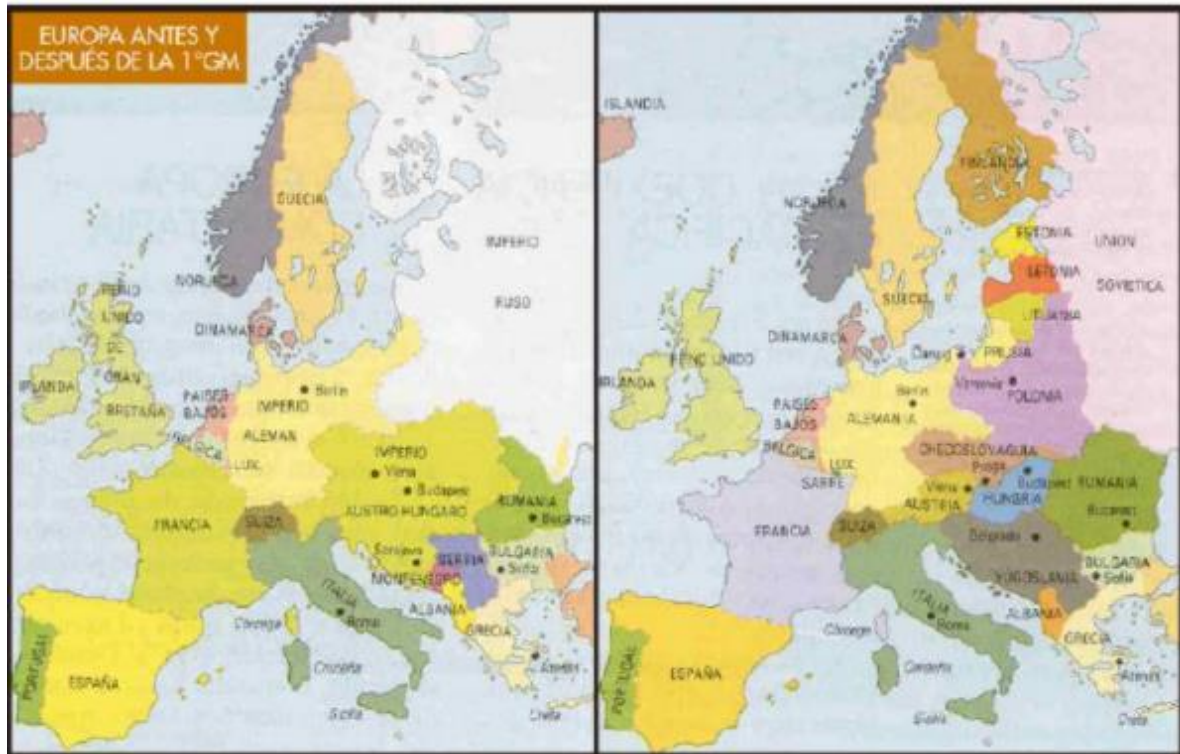 EUROPA ANTES Y
DESPUÉS DE LA 1°GM
SUECIA
IMPERIO
RUSO
NORUEGA
REINO
UNIDO
DINAMARCA
IRLANDA
GRAN
BRETAÑA
PAISES
BAJOS
Berlín
IMPERIO
ALEMAN
LUX.
IMPERIO
Viena
Budapest
AUSTRO-HUNGARO
RUMANIA
Bucarest
FRANCIA
SUIZA
Sarajevo
SERBIA
BULGARIA
Sofía
MONTENEGRO
ITALIA
ALBANIA
Roma
GRECIA
Córcega
PORTUGAL
ESPAÑA
Cerdeña
Atenas
Sicilia
Creta
ISLANDIA
FINLANDIA
NORUEGA
ESTONIA
UNION
LETONIA
SOVIETICA
SUECIA
LITUANIA
DINAMARCA
Danzig
PRUSIA
REINO UNIDO
IRLANDA
Varsovia
POLONIA
Berlín
PAISES
BAJOS
ALEMANIA
BELGICA
CHECOSLOVAQUIA
LUX.
Praga
SARRE
Viena
Budapest
RUMANIA
AUSTRIA
HUNGRIA
FRANCIA
SUIZA
Bucarest
Belgrado
YUGOSLAVIA
BULGARIA
Sofía
ITALIA
ALBANIA
Roma
GRECIA
Córcega
PORTUGAL
ESPAÑA
Cerdeña
Atenas
Sicilia
Creta